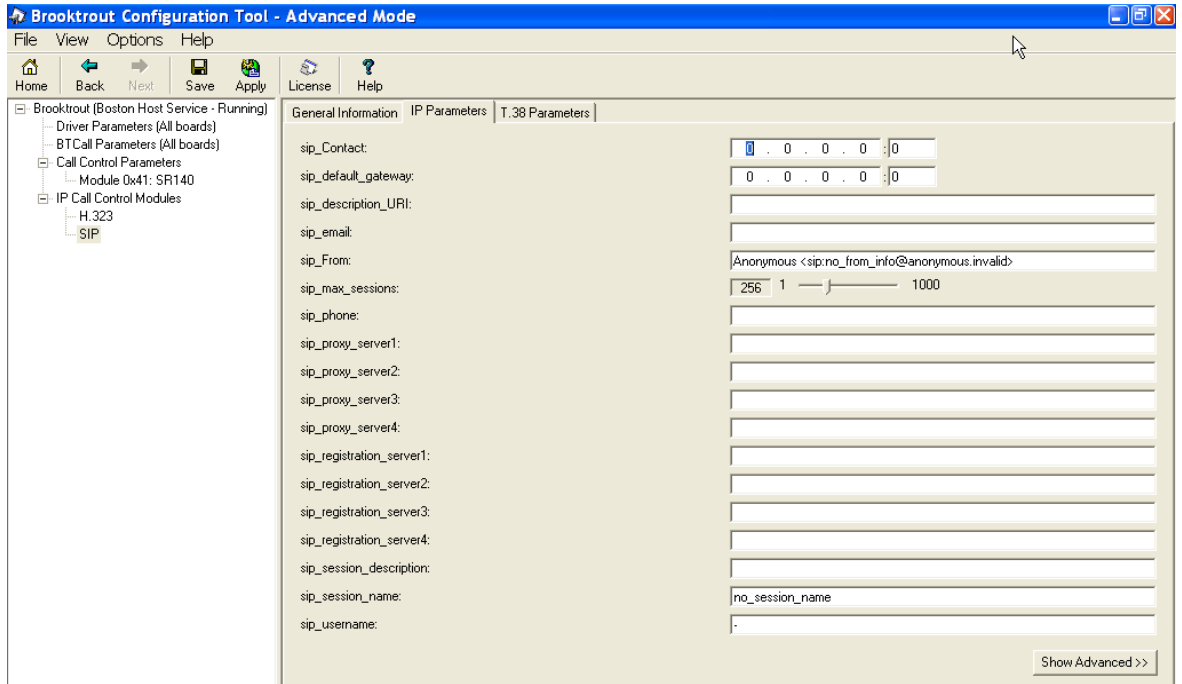 Brooktrout Configuration Tool - Advanced Mode
File View Options Help
Home Back Next Save Apply License Help
Brooktrout (Boston Host Service - Running)
Driver Parameters (All boards)
BTCall Parameters (All boards)
Call Control Parameters
Module 0x41: SR140
IP Call Control Modules
H.323
SIP
General Information IP Parameters T.38 Parameters
sip_Contact: 0 . 0 . 0 . 0 :0
sip_default_gateway: 0 . 0 . 0 . 0 :0
sip_description_URI:
sip_email:
sip_From: Anonymous <sip:no_from_info@anonymous.invalid>
sip_max_sessions: 256 1 1000
sip_phone:
sip_proxy_server1:
sip_proxy_server2:
sip_proxy_server3:
sip_proxy_server4:
sip_registration_server1:
sip_registration_server2:
sip_registration_server3:
sip_registration_server4:
sip_session_description:
sip_session_name: no_session_name
sip_username: -
Show Advanced >>